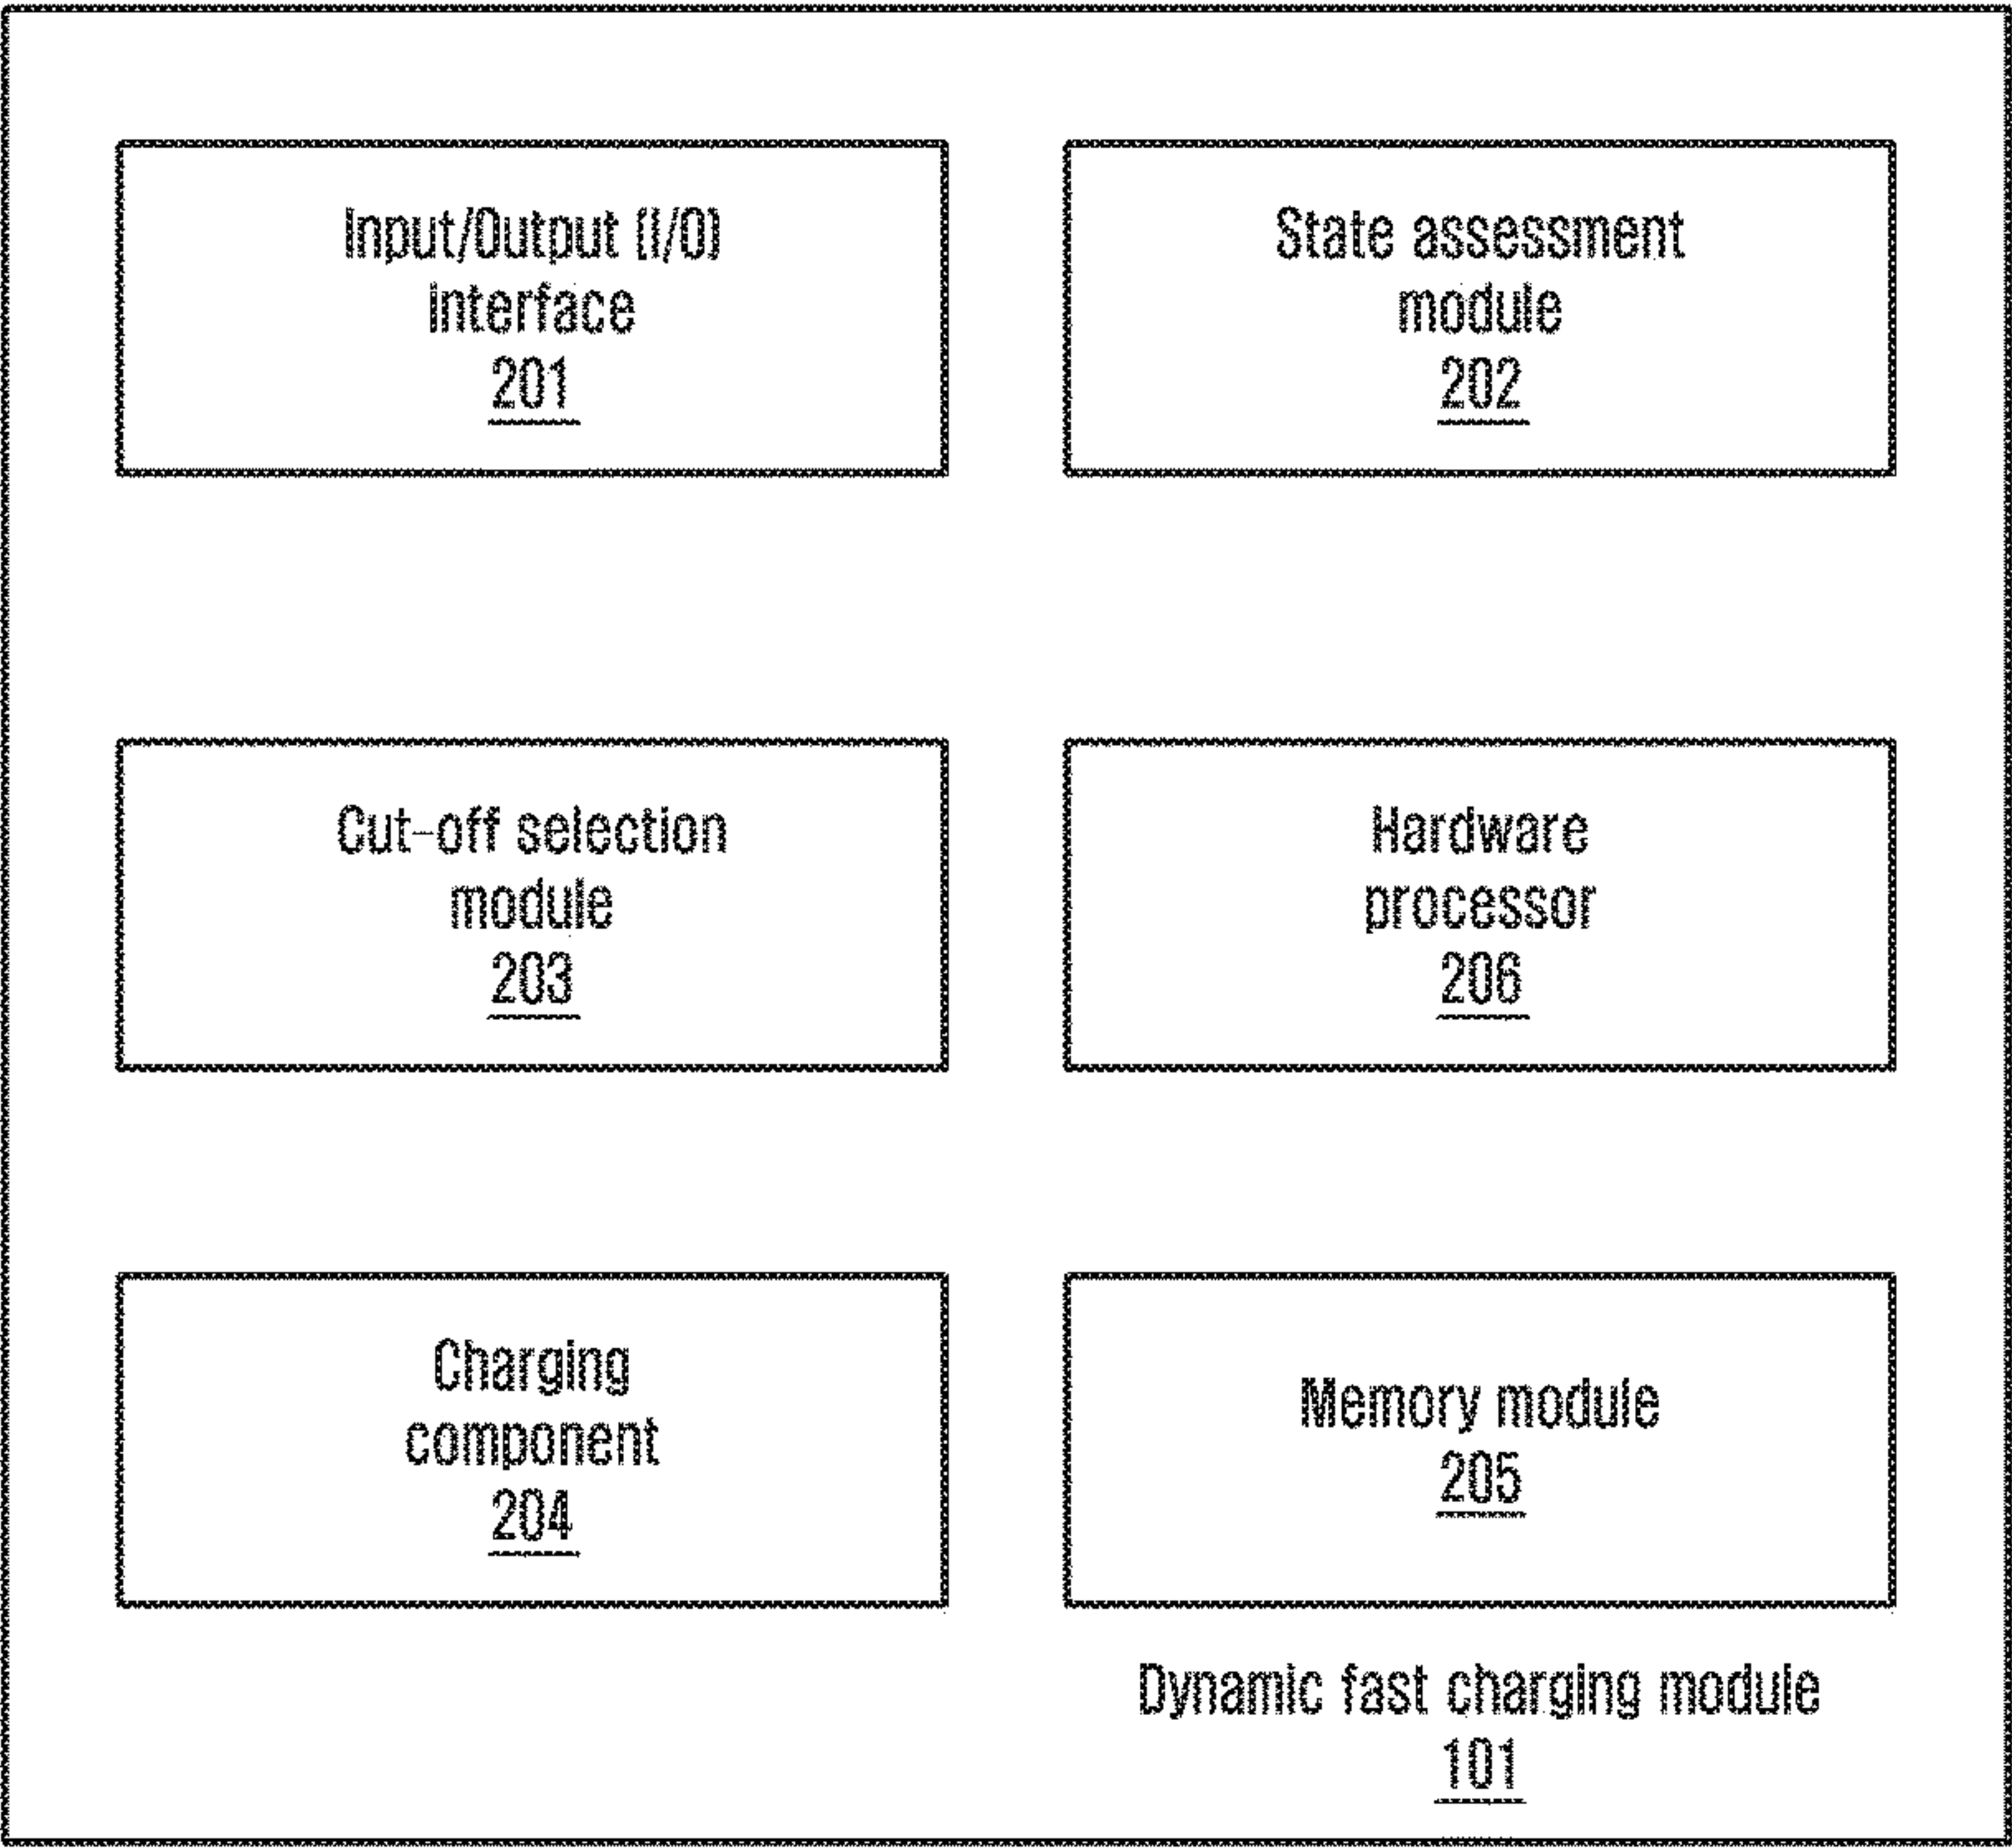 Input/Output (I/O)
interface
201
State assessment
module
202
Cut-off selection
module
203
Hardware
processor
206
Charging
component
204
Memory module
205
Dynamic fast charging module
101